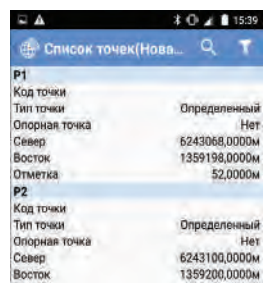 15:39
Список точек(Нова...
P1
Код точки
Тип точки Определенный
Опорная точка Нет
Север 6243068,0000м
Восток 1359198,0000м
Отметка 52,0000м
P2
Код точки
Тип точки Определенный
Опорная точка Нет
Север 6243100,0000м
Восток 1359200,0000м